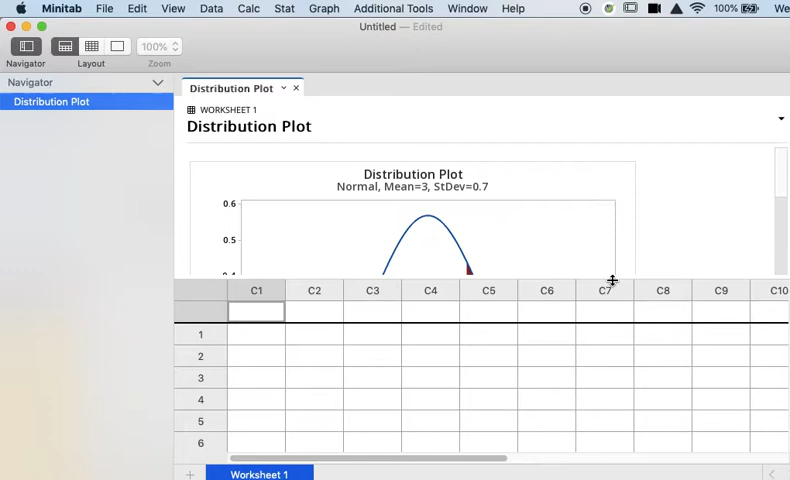 Minitab File Edit View Data Calc Stat Graph Additional Tools Window Help 100% We
Untitled — Edited
100%
Navigator Layout Zoom
Navigator
Distribution Plot
Distribution Plot
WORKSHEET 1
Distribution Plot
Distribution Plot
Normal, Mean=3, StDev=0.7
0.6
0.5
C1 C2 C3 C4 C5 C6 C7 C8 C9 C10
1
2
3
4
5
6
Worksheet 1